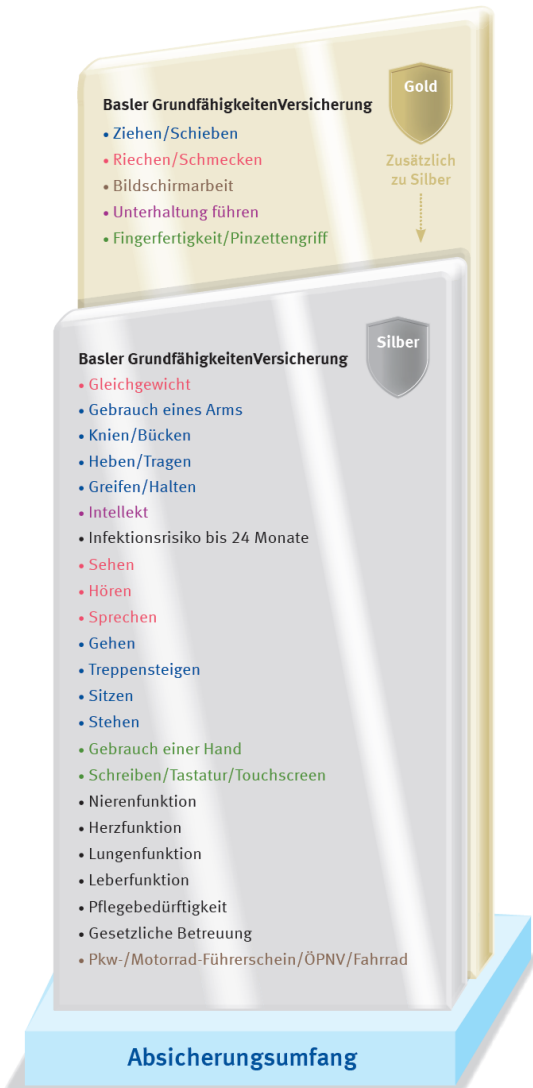 Gold
Basler GrundfähigkeitenVersicherung
• Ziehen/Schieben
• Riechen/Schmecken
• Bildschirmarbeit
• Unterhaltung führen
• Fingerfertigkeit/Pinzettengriff
Zusätzlich
zu Silber
Silber
Basler GrundfähigkeitenVersicherung
• Gleichgewicht
• Gebrauch eines Arms
• Knien/Bücken
• Heben/Tragen
• Greifen/Halten
• Intellekt
• Infektionsrisiko bis 24 Monate
• Sehen
• Hören
• Sprechen
• Gehen
• Treppensteigen
• Sitzen
• Stehen
• Gebrauch einer Hand
• Schreiben/Tastatur/Touchscreen
• Nierenfunktion
• Herzfunktion
• Lungenfunktion
• Leberfunktion
• Pflegebedürftigkeit
• Gesetzliche Betreuung
• Pkw-/Motorrad-Führerschein/ÖPNV/Fahrrad
Absicherungsumfang